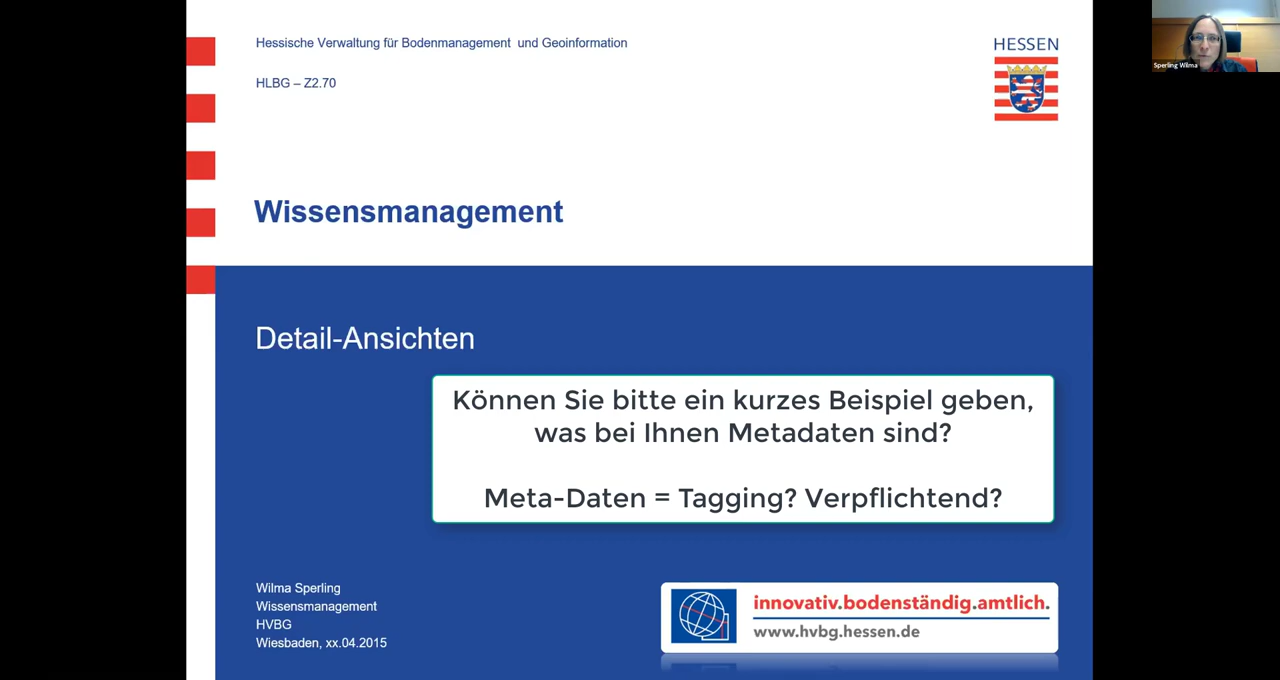 Hessische Verwaltung für Bodenmanagement und Geoinformation
HLBG – Z2.70
HESSEN
Sperling Wilma
Wissensmanagement
Detail-Ansichten
Können Sie bitte ein kurzes Beispiel geben,
was bei Ihnen Metadaten sind?
Meta-Daten = Tagging? Verpflichtend?
Wilma Sperling
Wissensmanagement
HVBG
Wiesbaden, xx.04.2015
innovativ.bodenständig.amtlich.
www.hvbg.hessen.de